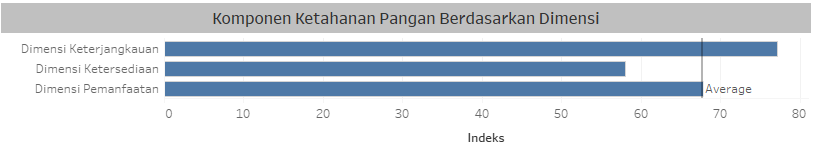 Komponen Ketahanan Pangan Berdasarkan Dimensi
Dimensi Keterjangkauan
Dimensi Ketersediaan
Dimensi Pemanfaatan
Average
0 10 20 30 40 50 60 70 80
Indeks